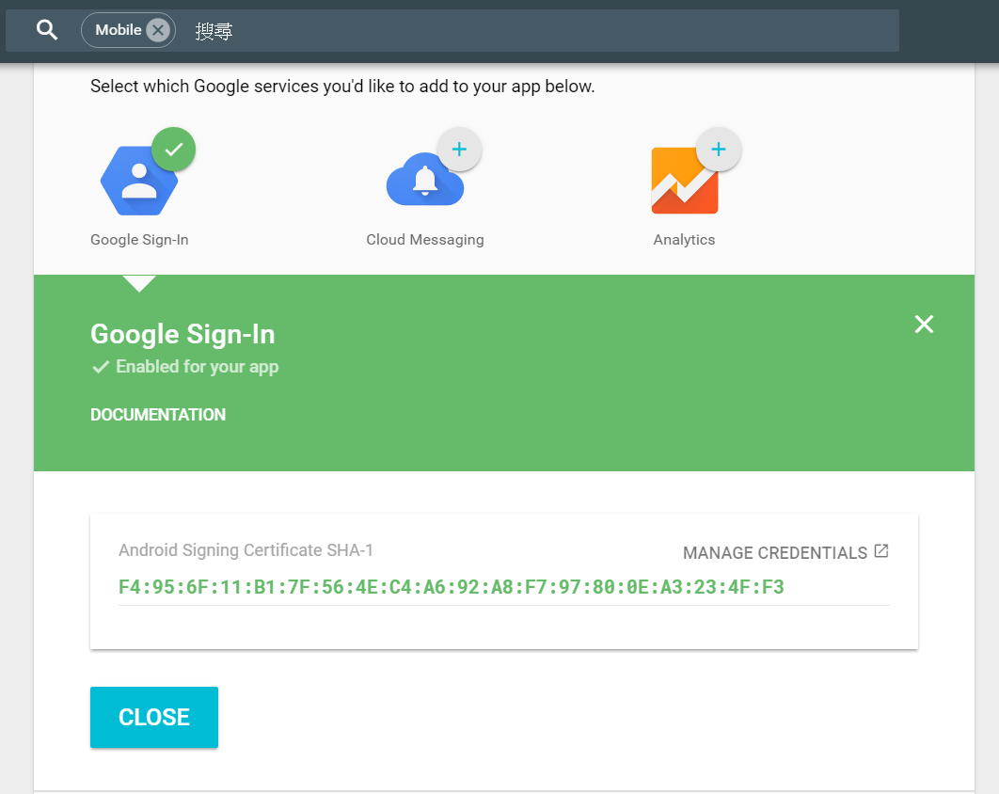 Mobile 搜尋
Select which Google services you'd like to add to your app below.
Google Sign-In Cloud Messaging Analytics
Google Sign-In
Enabled for your app
DOCUMENTATION
Android Signing Certificate SHA-1 MANAGE CREDENTIALS
F4:95:6F:11:B1:7F:56:4E:C4:A6:92:A8:F7:97:80:0E:A3:23:4F:F3
CLOSE